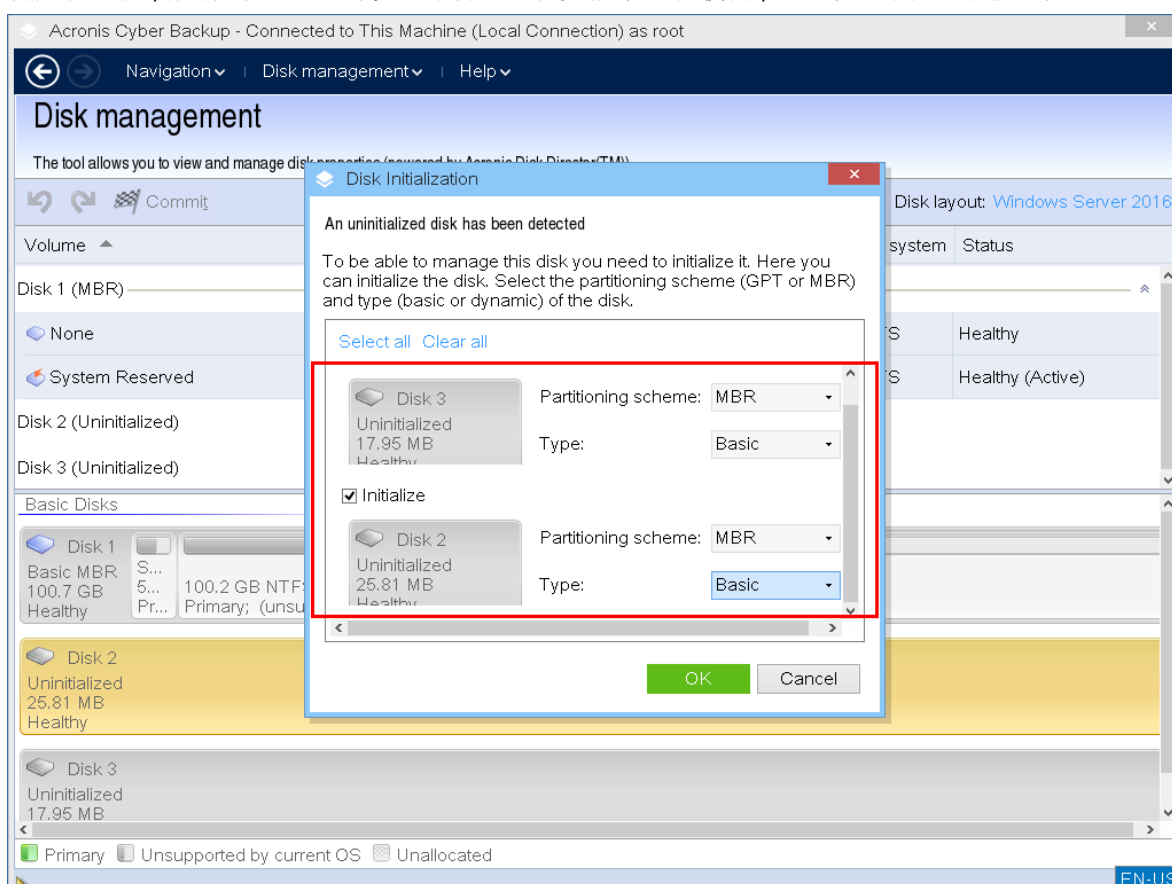 Acronis Cyber Backup - Connected to This Machine (Local Connection) as root
Navigation Disk management Help
Disk management
The tool allows you to view and manage disk properties (powered by Acronis Disk Director(TM))
Disk Initialization
Commit
Disk layout: Windows Server 2016
An uninitialized disk has been detected
Volume
system Status
To be able to manage this disk you need to initialize it. Here you
can initialize the disk. Select the partitioning scheme (GPT or MBR)
and type (basic or dynamic) of the disk.
Disk 1 (MBR)
None
Healthy
Select all Clear all
System Reserved
Healthy (Active)
Disk 3
Uninitialized
17.95 MB
Healthy
Partitioning scheme: MBR
Type: Basic
Disk 2 (Uninitialized)
Disk 3 (Uninitialized)
Initialize
Disk 2
Uninitialized
25.81 MB
Healthy
Partitioning scheme: MBR
Type: Basic
Basic Disks
Disk 1
Basic MBR
100.7 GB
Healthy
S...
5...
Pr...
100.2 GB NTFS
Primary; (unsu
OK Cancel
Disk 2
Uninitialized
25.81 MB
Healthy
Disk 3
Uninitialized
17.95 MB
Primary Unsupported by current OS Unallocated
EN-US